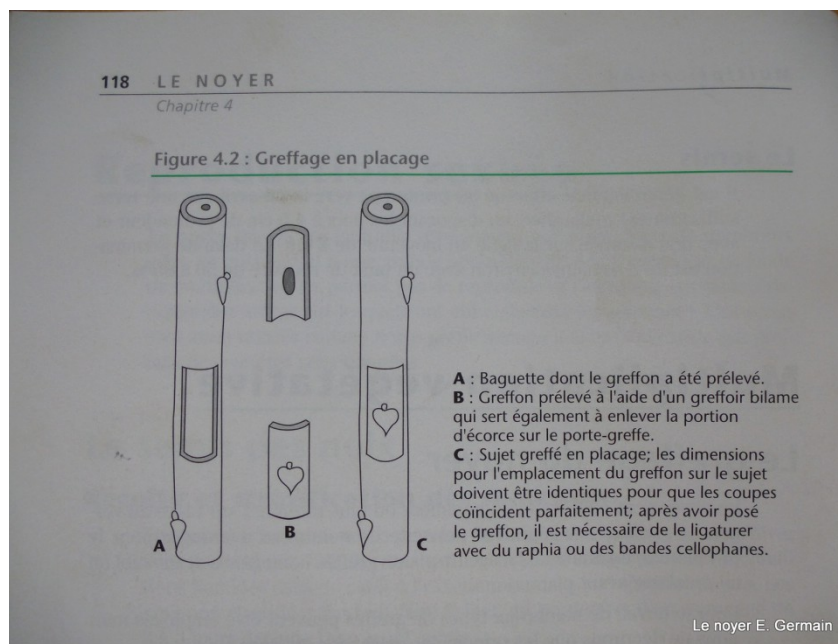 118 LE NOYER
Chapitre 4
Figure 4.2 : Greffage en placage
A
B
C
A : Baguette dont le greffon a été prélevé.
B : Greffon prélevé à l'aide d'un greffoir bilame
qui sert également à enlever la portion
d'écorce sur le porte-greffe.
C : Sujet greffé en placage; les dimensions
pour l'emplacement du greffon sur le sujet
doivent être identiques pour que les coupes
coïncident parfaitement; après avoir posé
le greffon, il est nécessaire de le ligaturer
avec du raphia ou des bandes cellophanes.
Le noyer E. Germain